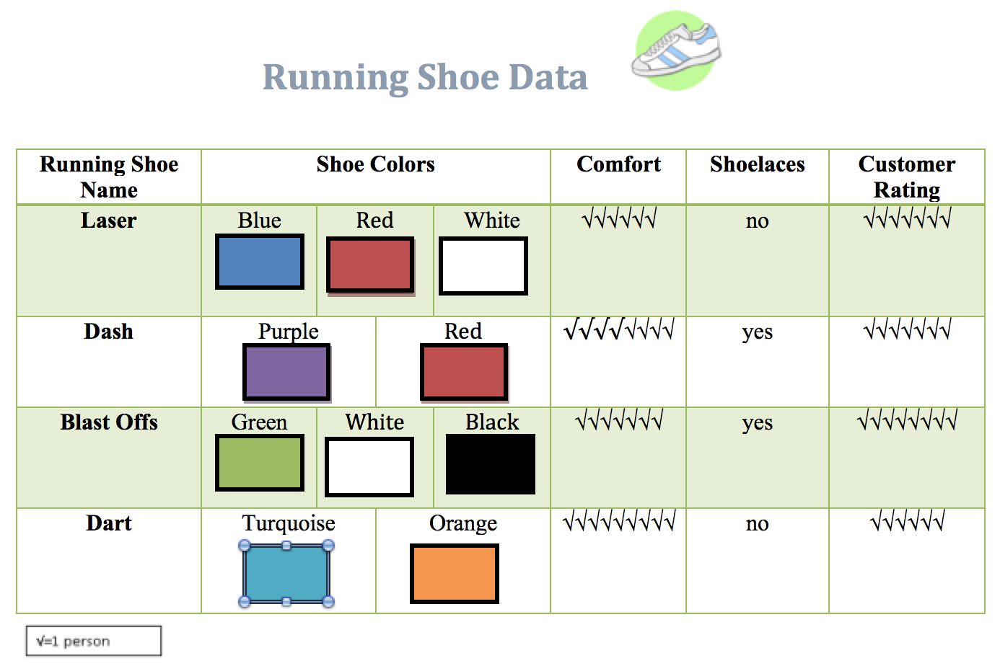 Running Shoe Data
Running Shoe Name Shoe Colors Comfort Shoelaces Customer Rating
Laser Blue Red White √√√√√√ no √√√√√√√
Dash Purple Red √√√√√√√√ yes √√√√√√√
Blast Offs Green White Black √√√√√√√ yes √√√√√√√√
Dart Turquoise Orange √√√√√√√√√ no √√√√√√
√=1 person